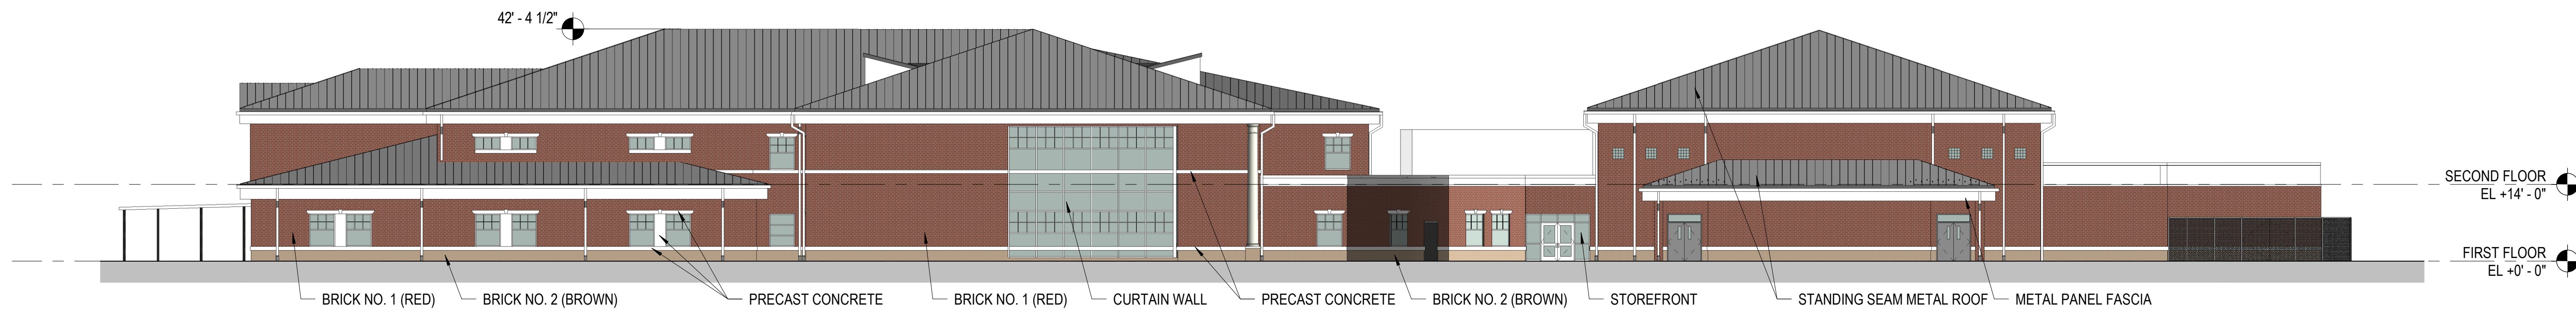 42' - 4 1/2"
SECOND FLOOR
EL +14' - 0"
FIRST FLOOR
EL +0' - 0"
BRICK NO. 1 (RED)
BRICK NO. 2 (BROWN)
PRECAST CONCRETE
BRICK NO. 1 (RED)
CURTAIN WALL
PRECAST CONCRETE
BRICK NO. 2 (BROWN)
STOREFRONT
STANDING SEAM METAL ROOF
METAL PANEL FASCIA